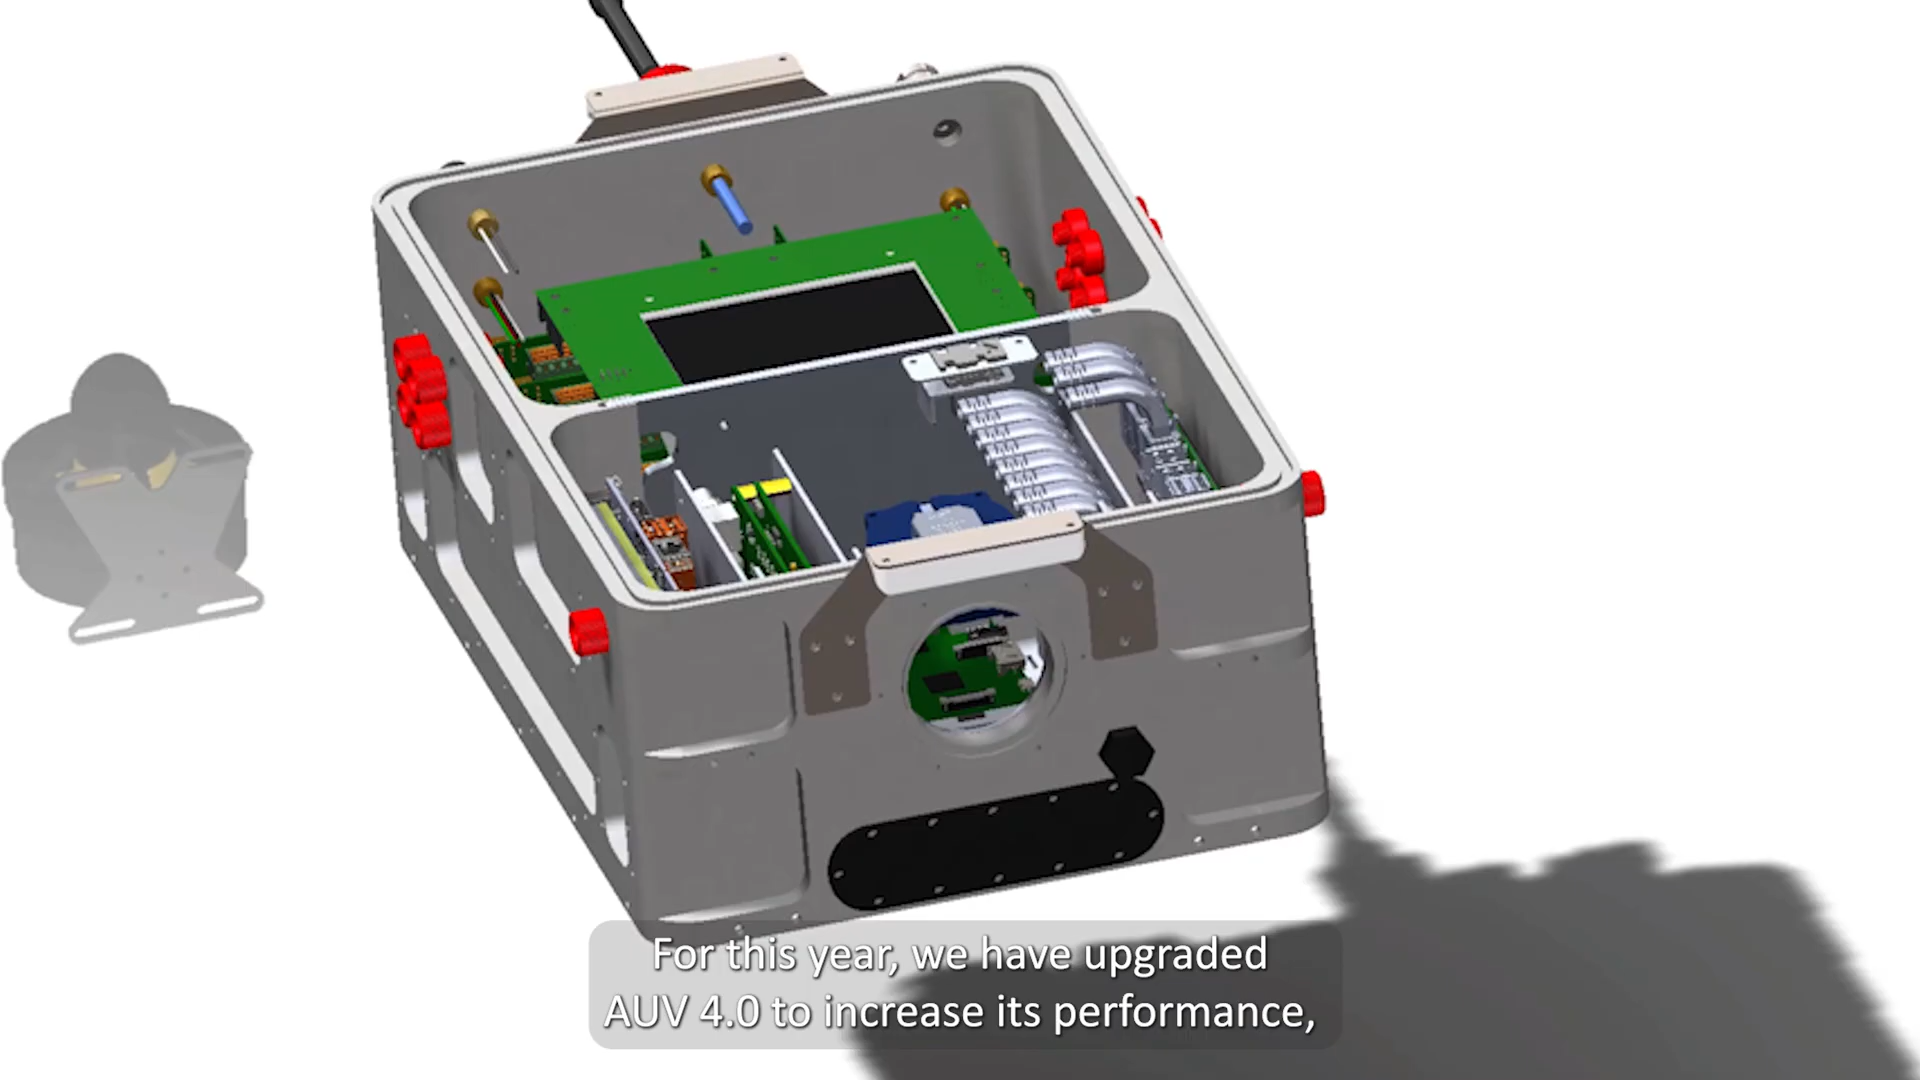 For this year, we have upgraded
AUV 4.0 to increase its performance,